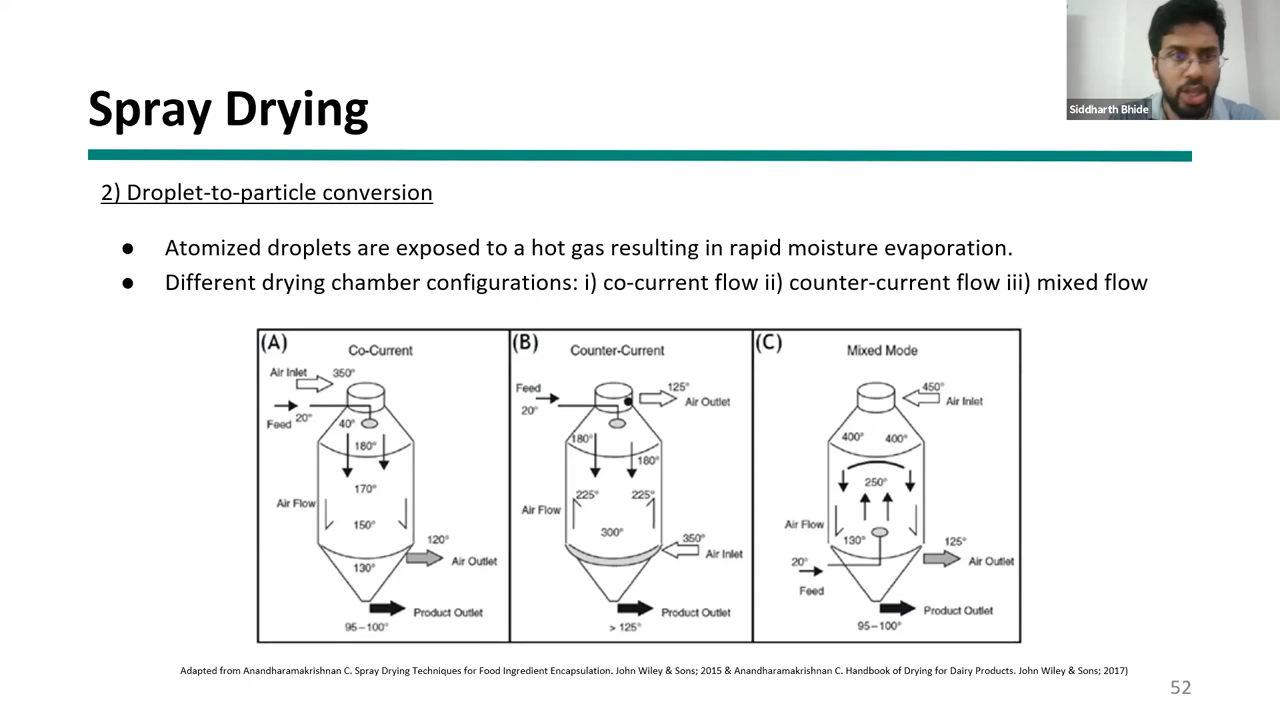 Siddharth Bhide
Spray Drying
2) Droplet-to-particle conversion
● Atomized droplets are exposed to a hot gas resulting in rapid moisture evaporation.
● Different drying chamber configurations: i) co-current flow ii) counter-current flow iii) mixed flow
(A)
Co-Current
Air Inlet
350°
Feed
20°
40°
180°
170°
Air Flow
150°
120°
Air Outlet
130°
Product Outlet
95–100°
(B)
Counter-Current
Feed
20°
125°
Air Outlet
180°
180°
225°
225°
Air Flow
300°
350°
Air Inlet
Product Outlet
> 125°
(C)
Mixed Mode
450°
Air Inlet
400°
400°
250°
Air Flow
130°
125°
20°
Air Outlet
Feed
Product Outlet
95–100°
Adapted from Anandharamakrishnan C. Spray Drying Techniques for Food Ingredient Encapsulation. John Wiley & Sons; 2015 & Anandharamakrishnan C. Handbook of Drying for Dairy Products. John Wiley & Sons; 2017)
52